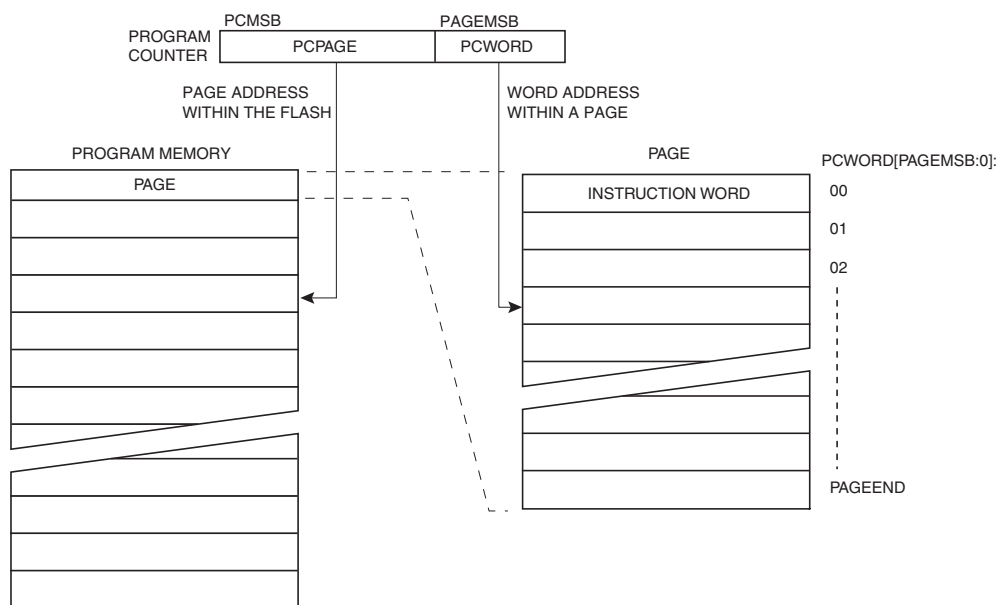 PCMSB
PAGEMSB
PROGRAM
COUNTER
PCPAGE
PCWORD
PAGE ADDRESS
WITHIN THE FLASH
WORD ADDRESS
WITHIN A PAGE
PROGRAM MEMORY
PAGE
PAGE
PCWORD[PAGEMSB:0]:
INSTRUCTION WORD
00
01
02
PAGEEND